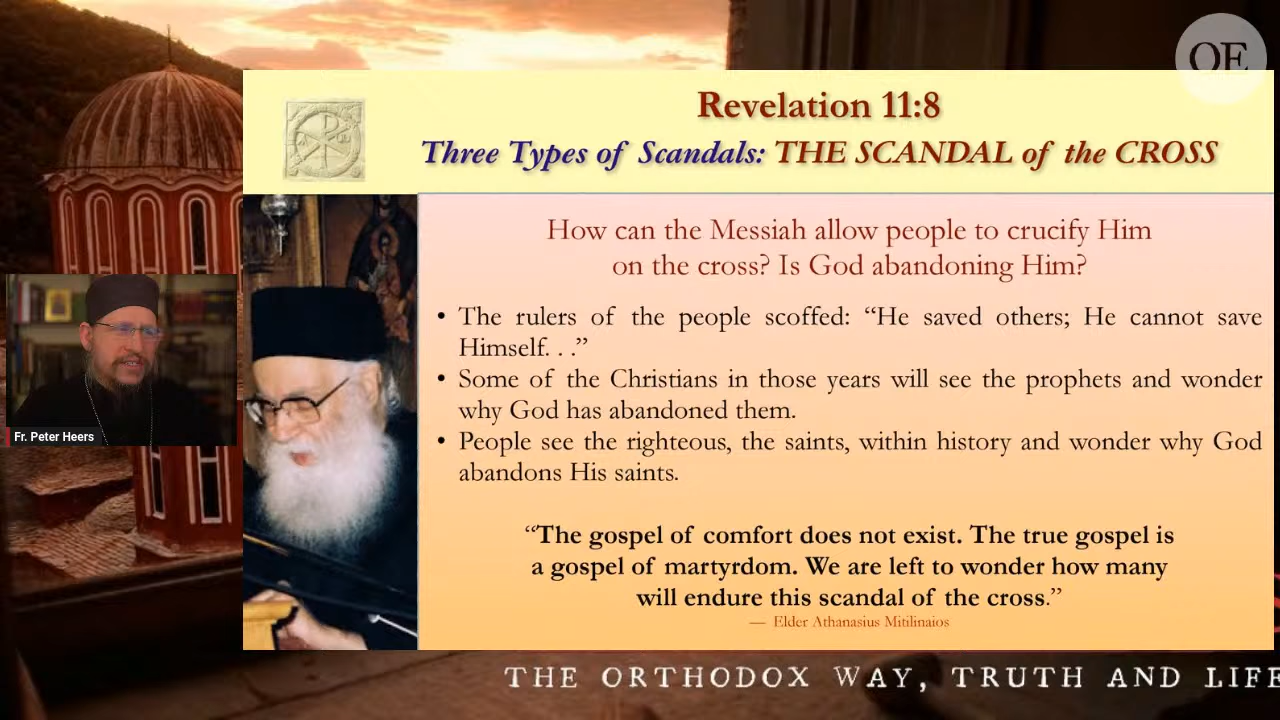 OE
Revelation 11:8
Three Types of Scandals: THE SCANDAL of the CROSS
How can the Messiah allow people to crucify Him
on the cross? Is God abandoning Him?
• The rulers of the people scoffed: “He saved others; He cannot save
Himself. . .”
• Some of the Christians in those years will see the prophets and wonder
why God has abandoned them.
• People see the righteous, the saints, within history and wonder why God
abandons His saints.
“The gospel of comfort does not exist. The true gospel is
a gospel of martyrdom. We are left to wonder how many
will endure this scandal of the cross.”
— Elder Athanasius Mitilinaios
Fr. Peter Heers
THE ORTHODOX WAY, TRUTH AND LIFE